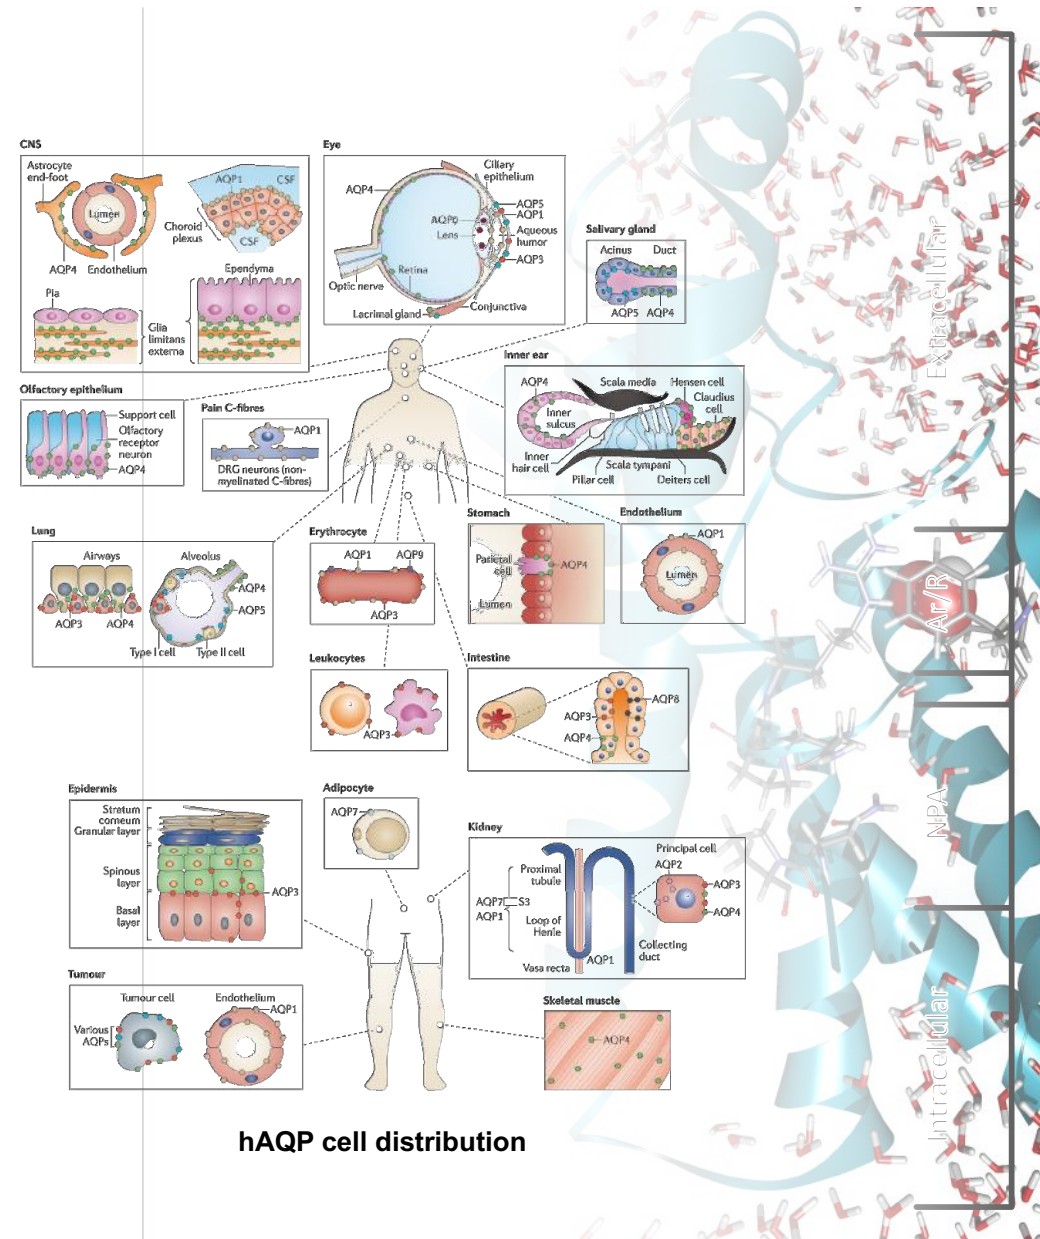 CNS
Astrocyte
end-foot
AQP1
CSF
Lumen
Choroid
plexus
CSF
AQP4
Endothelium
Ependyma
Pia
Glia
limitans
externa
Eye
Ciliary
epithelium
AQP4
AQP5
AQP1
AQP0
Lens
Aqueous
humor
AQP3
Retina
Optic nerve
Conjunctiva
Lacrimal gland
Salivary gland
Acinus
Duct
AQP5
AQP4
Olfactory epithelium
Support cell
Olfactory
receptor
neuron
AQP4
Pain C-fibres
AQP1
DRG neurons (non-
myelinated C-fibres)
Inner ear
AQP4
Scala media
Hensen cell
Claudius
cell
Inner
sulcus
Inner
hair cell
Scala tympani
Pillar cell
Deiters cell
Lung
Airways
Alveolus
AQP4
AQP5
AQP3
AQP4
Type I cell
Type II cell
Erythrocyte
AQP1
AQP9
AQP3
Stomach
Parietal
cell
AQP4
Lumen
Endothelium
AQP1
Lumen
Leukocytes
AQP3
Intestine
AQP8
AQP3
AQP4
Epidermis
Stratum
corneum
Granular layer
Spinous
layer
AQP3
Basal
layer
Adipocyte
AQP7
Kidney
Principal cell
AQP2
Proximal
tubule
AQP3
AQP7
S3
AQP1
AQP4
Loop of
Henle
Collecting
duct
AQP1
Vasa recta
Tumour
Tumour cell
Endothelium
AQP1
Various
AQPs
Skeletal muscle
AQP4
hAQP cell distribution
Extracellular
Ar/R
NPA
Intracellular